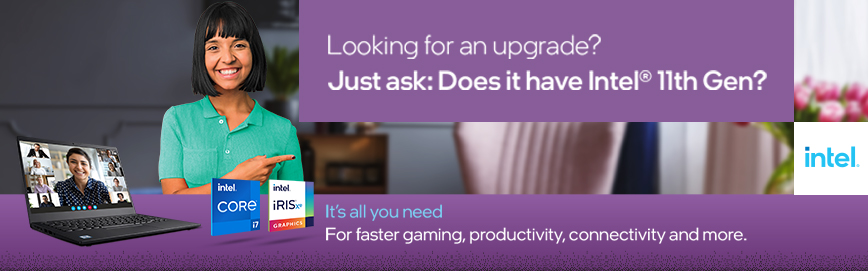 Looking for an upgrade?
Just ask: Does it have Intel® 11th Gen?
intel.
intel.
CORE
i7
intel.
iRIS xe
GRAPHICS
It's all you need
For faster gaming, productivity, connectivity and more.